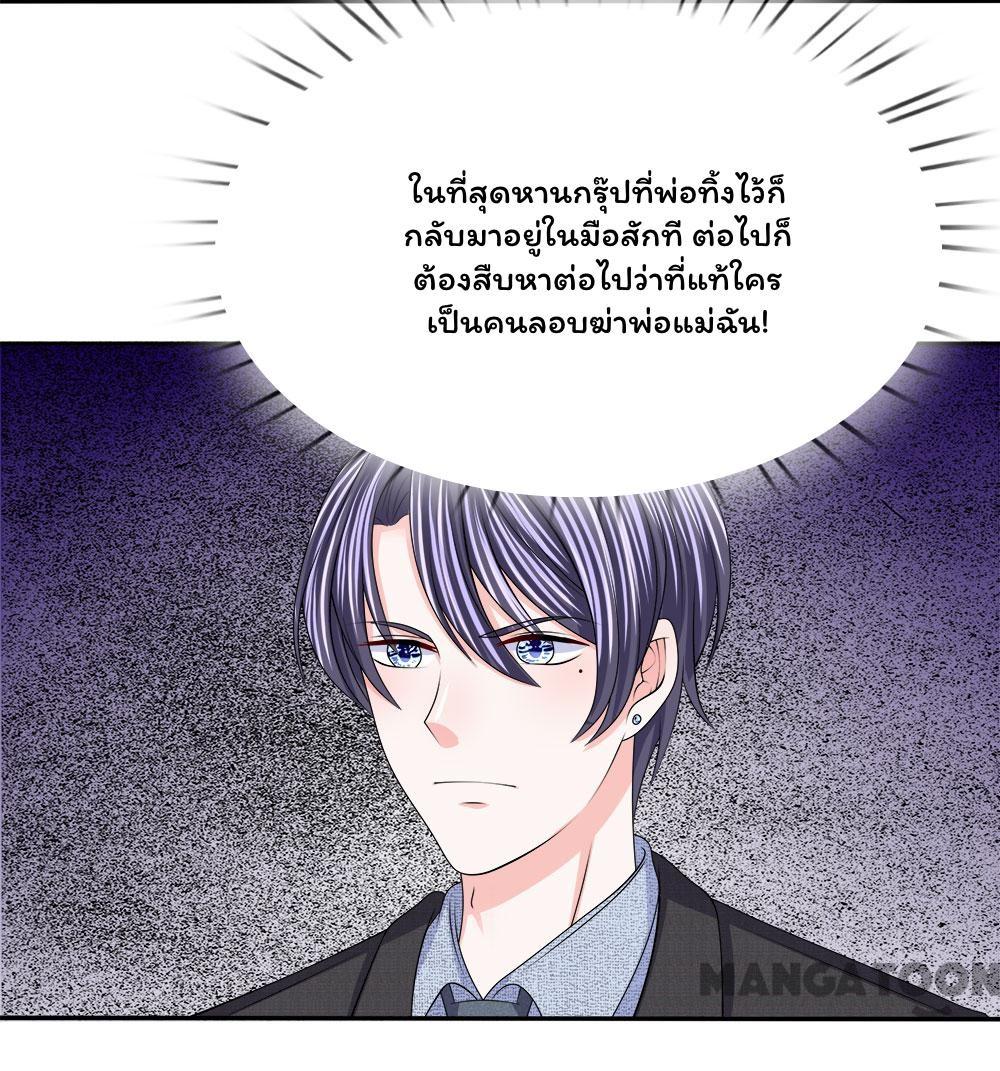 ในที่สุดหานกรุ๊ปที่พ่อทิ้งไว้ก็
กลับมาอยู่ในมือสักที ต่อไปก็
ต้องสืบหาต่อไปว่าที่แท้ใคร
เป็นคนลอบฆ่าพ่อแม่ฉัน!
MANGATOON